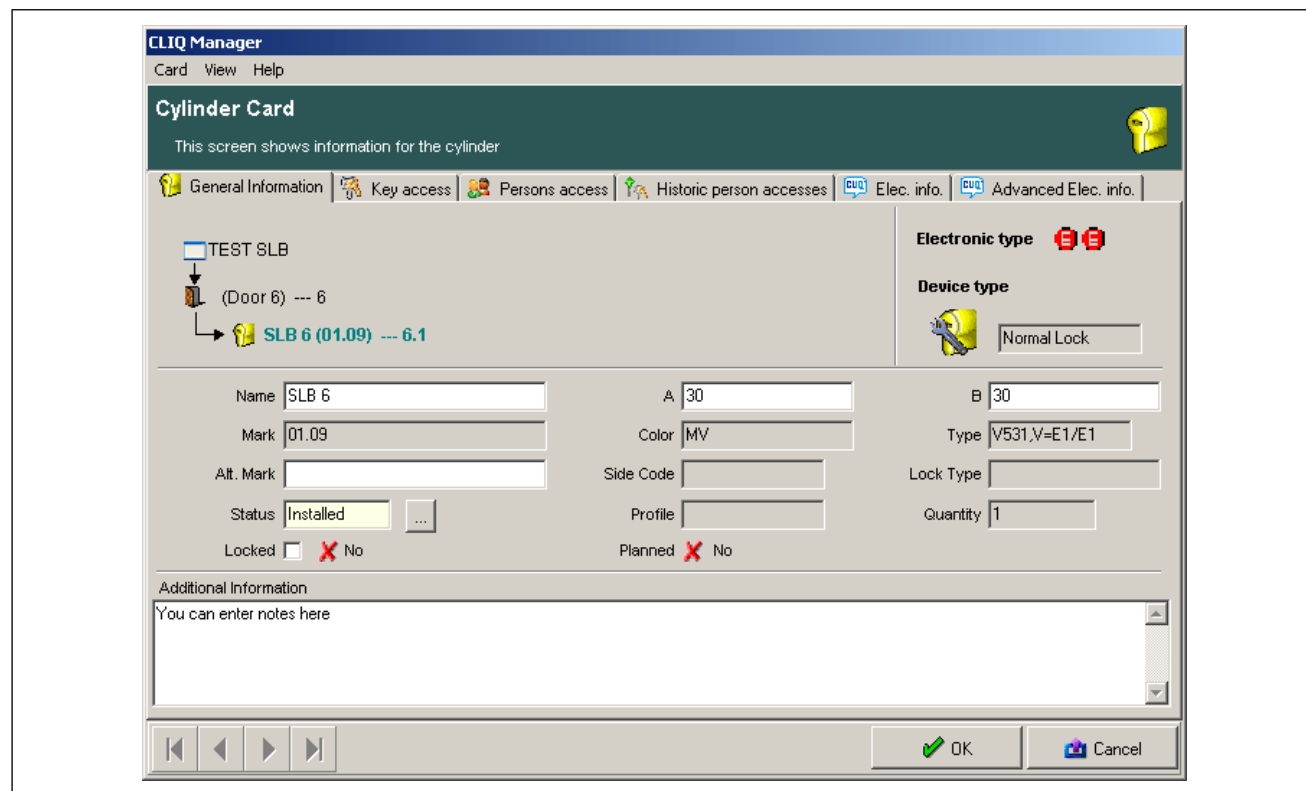 CLIQ Manager
Card View Help
Cylinder Card
This screen shows information for the cylinder
General Information Key access Persons access Historic person accesses CLIQ Elec. info. CLIQ Advanced Elec. info.
TEST SLB
(Door 6) --- 6
SLB 6 (01.09) --- 6.1
Electronic type E E
Device type
Normal Lock
Name SLB 6 A 30 B 30
Mark 01.09 Color MV Type V531,V=E1/E1
Alt. Mark Side Code Lock Type
Status Installed ... Profile Quantity 1
Locked No Planned No
Additional Information
You can enter notes here
OK Cancel